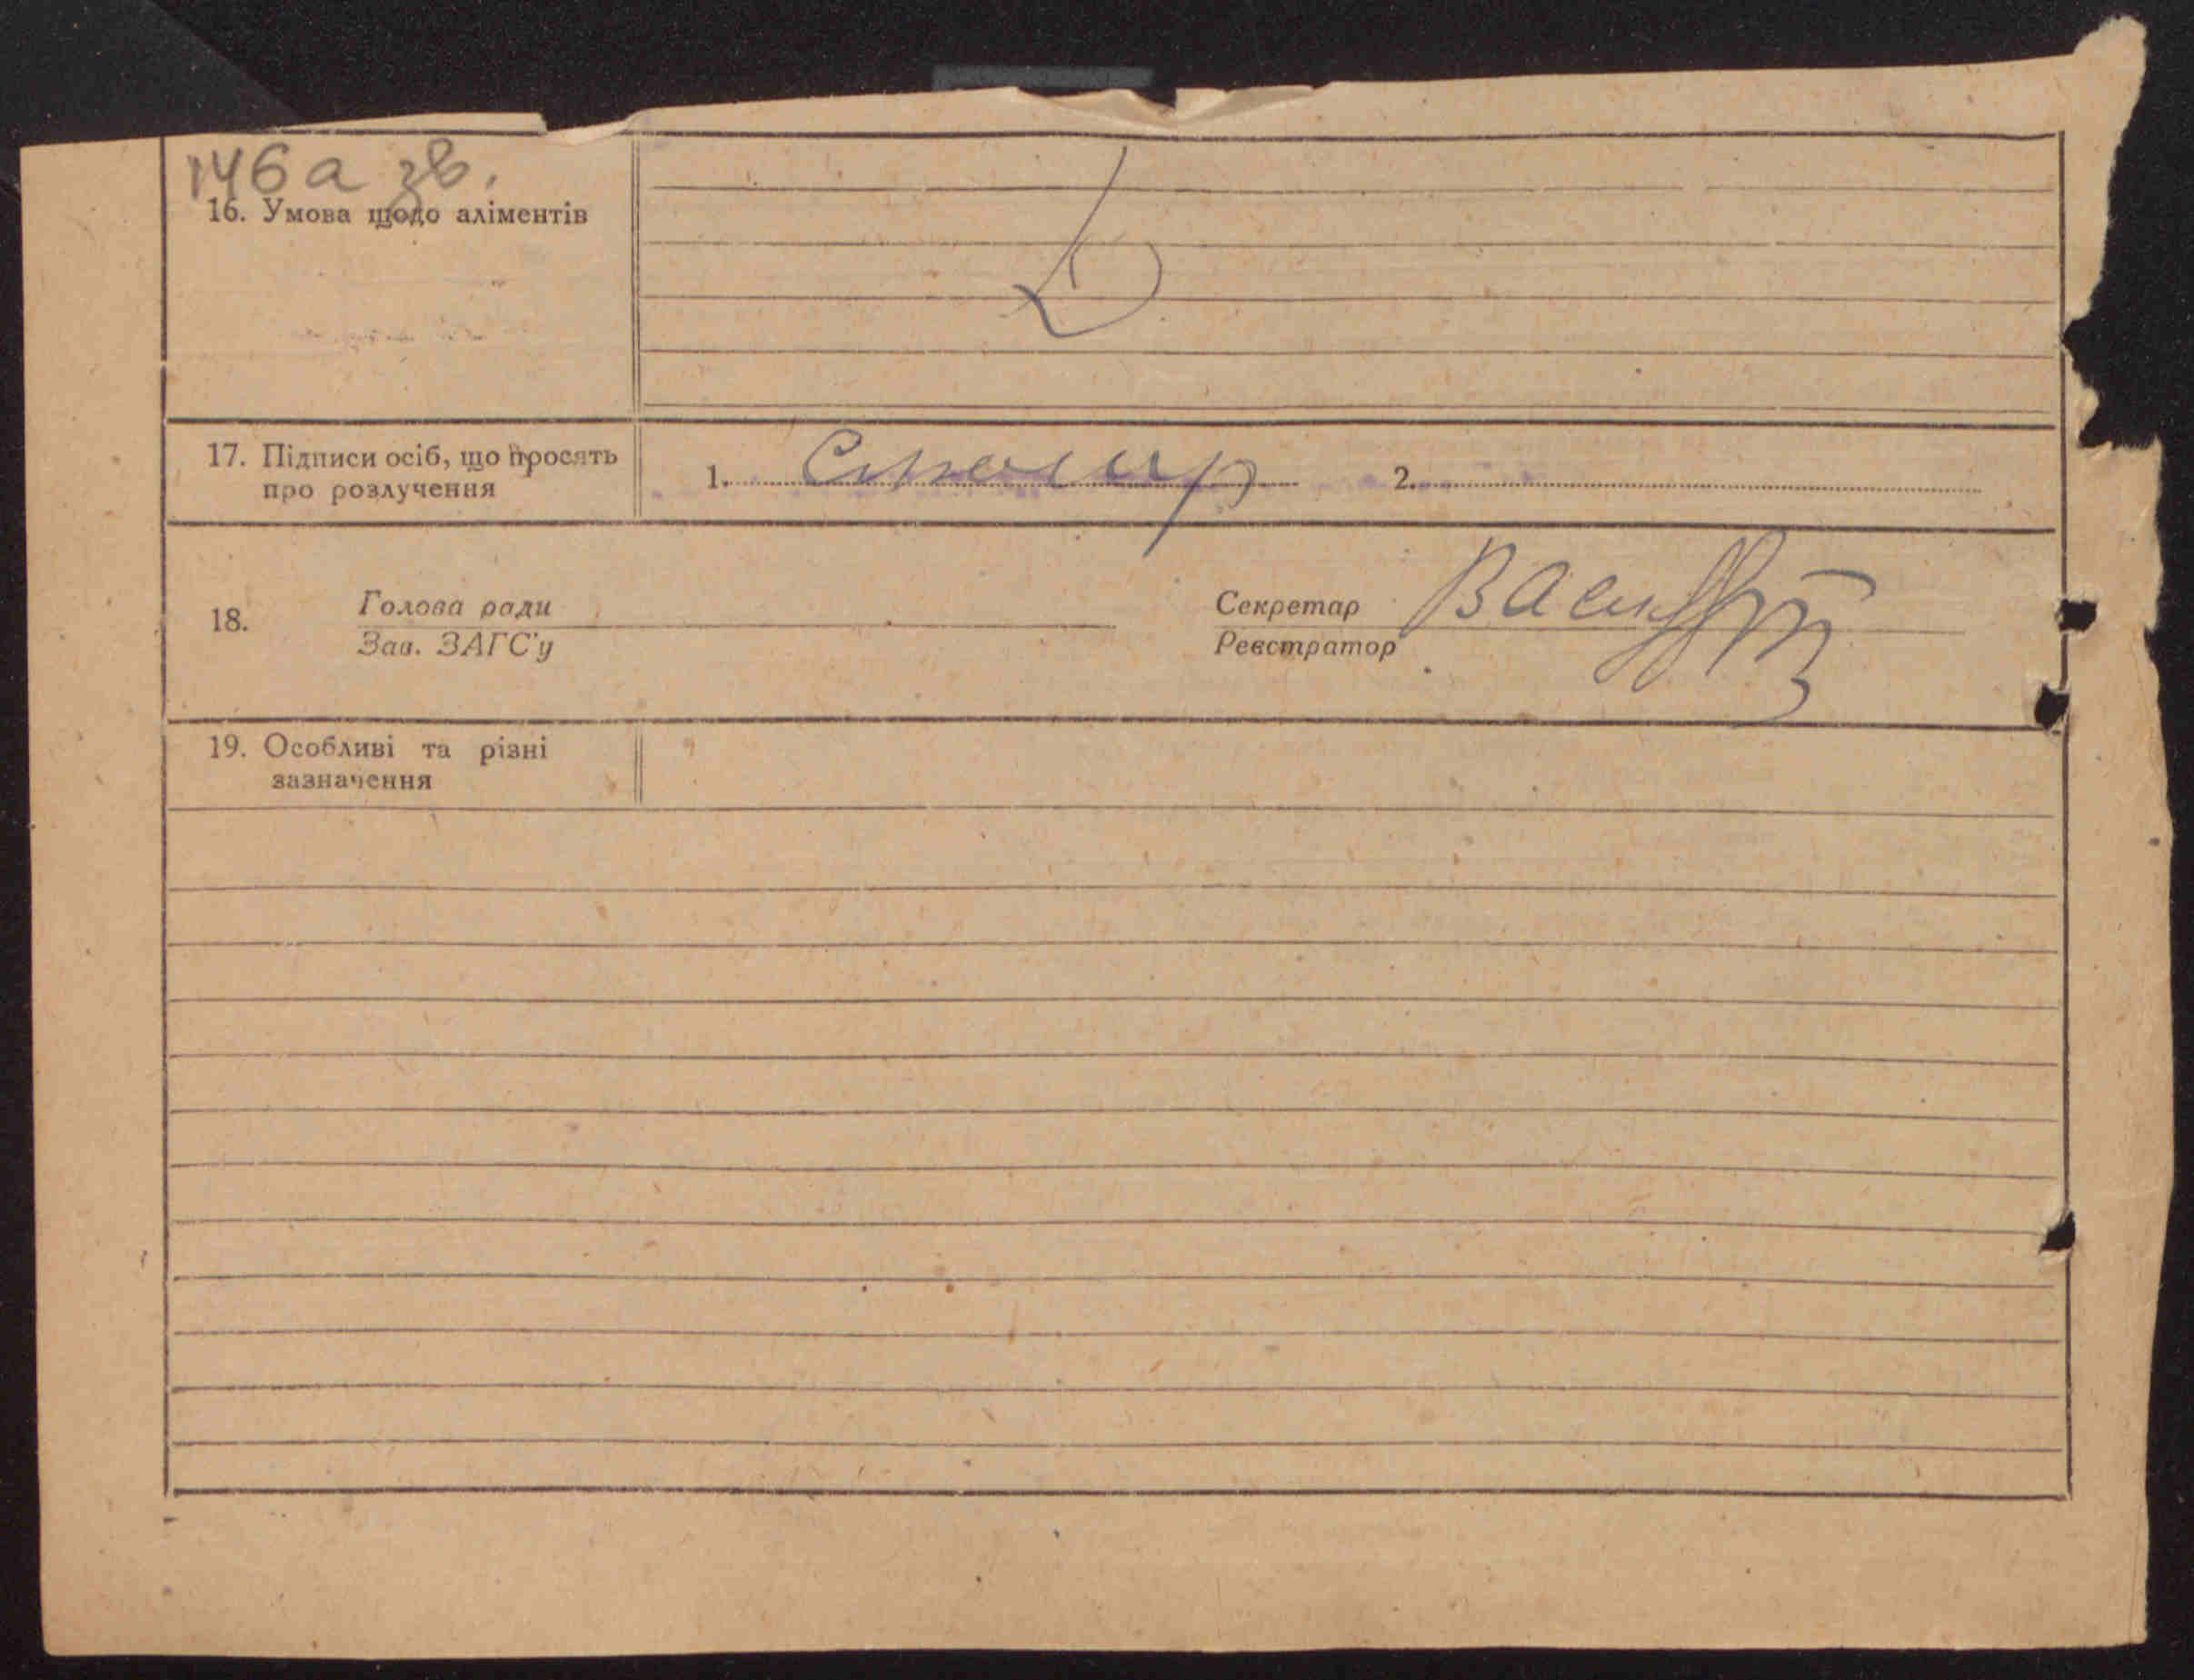 146а зв.
16. Умова щодо аліментів
17. Підписи осіб, що просять
про розлучення
1.
2.
18.
Голова ради
Зав. ЗАГС'у
Секретар
Реєстратор
19. Особливі та різні
зазначення